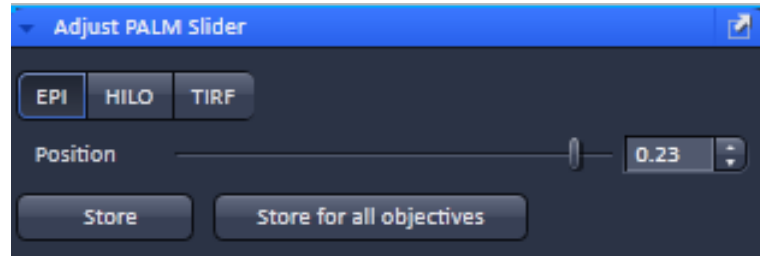 Adjust PALM Slider
EPI HILO TIRF
Position 0.23
Store Store for all objectives